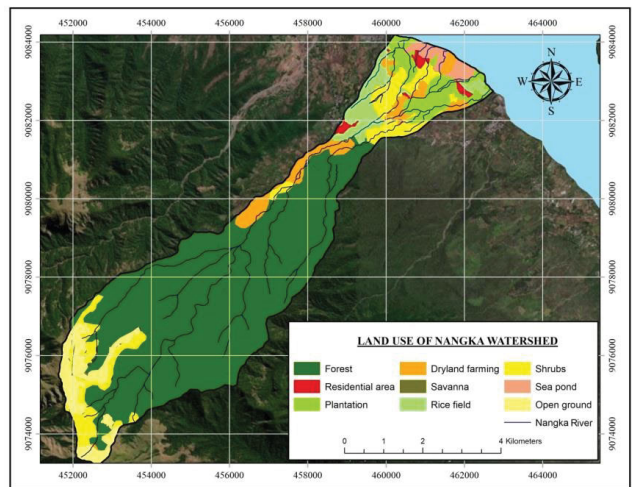 452000 454000 456000 458000 460000 462000 464000
9084000
9082000
9080000
9078000
9076000
9074000
N
W E
S
9084000
9082000
9080000
9078000
9076000
9074000
LAND USE OF NANGKA WATERSHED
Forest Dryland farming Shrubs
Residential area Savanna Sea pond
Plantation Rice field Open ground
Nangka River
0 1 2 4 Kilometers
452000 454000 456000 458000 460000 462000 464000